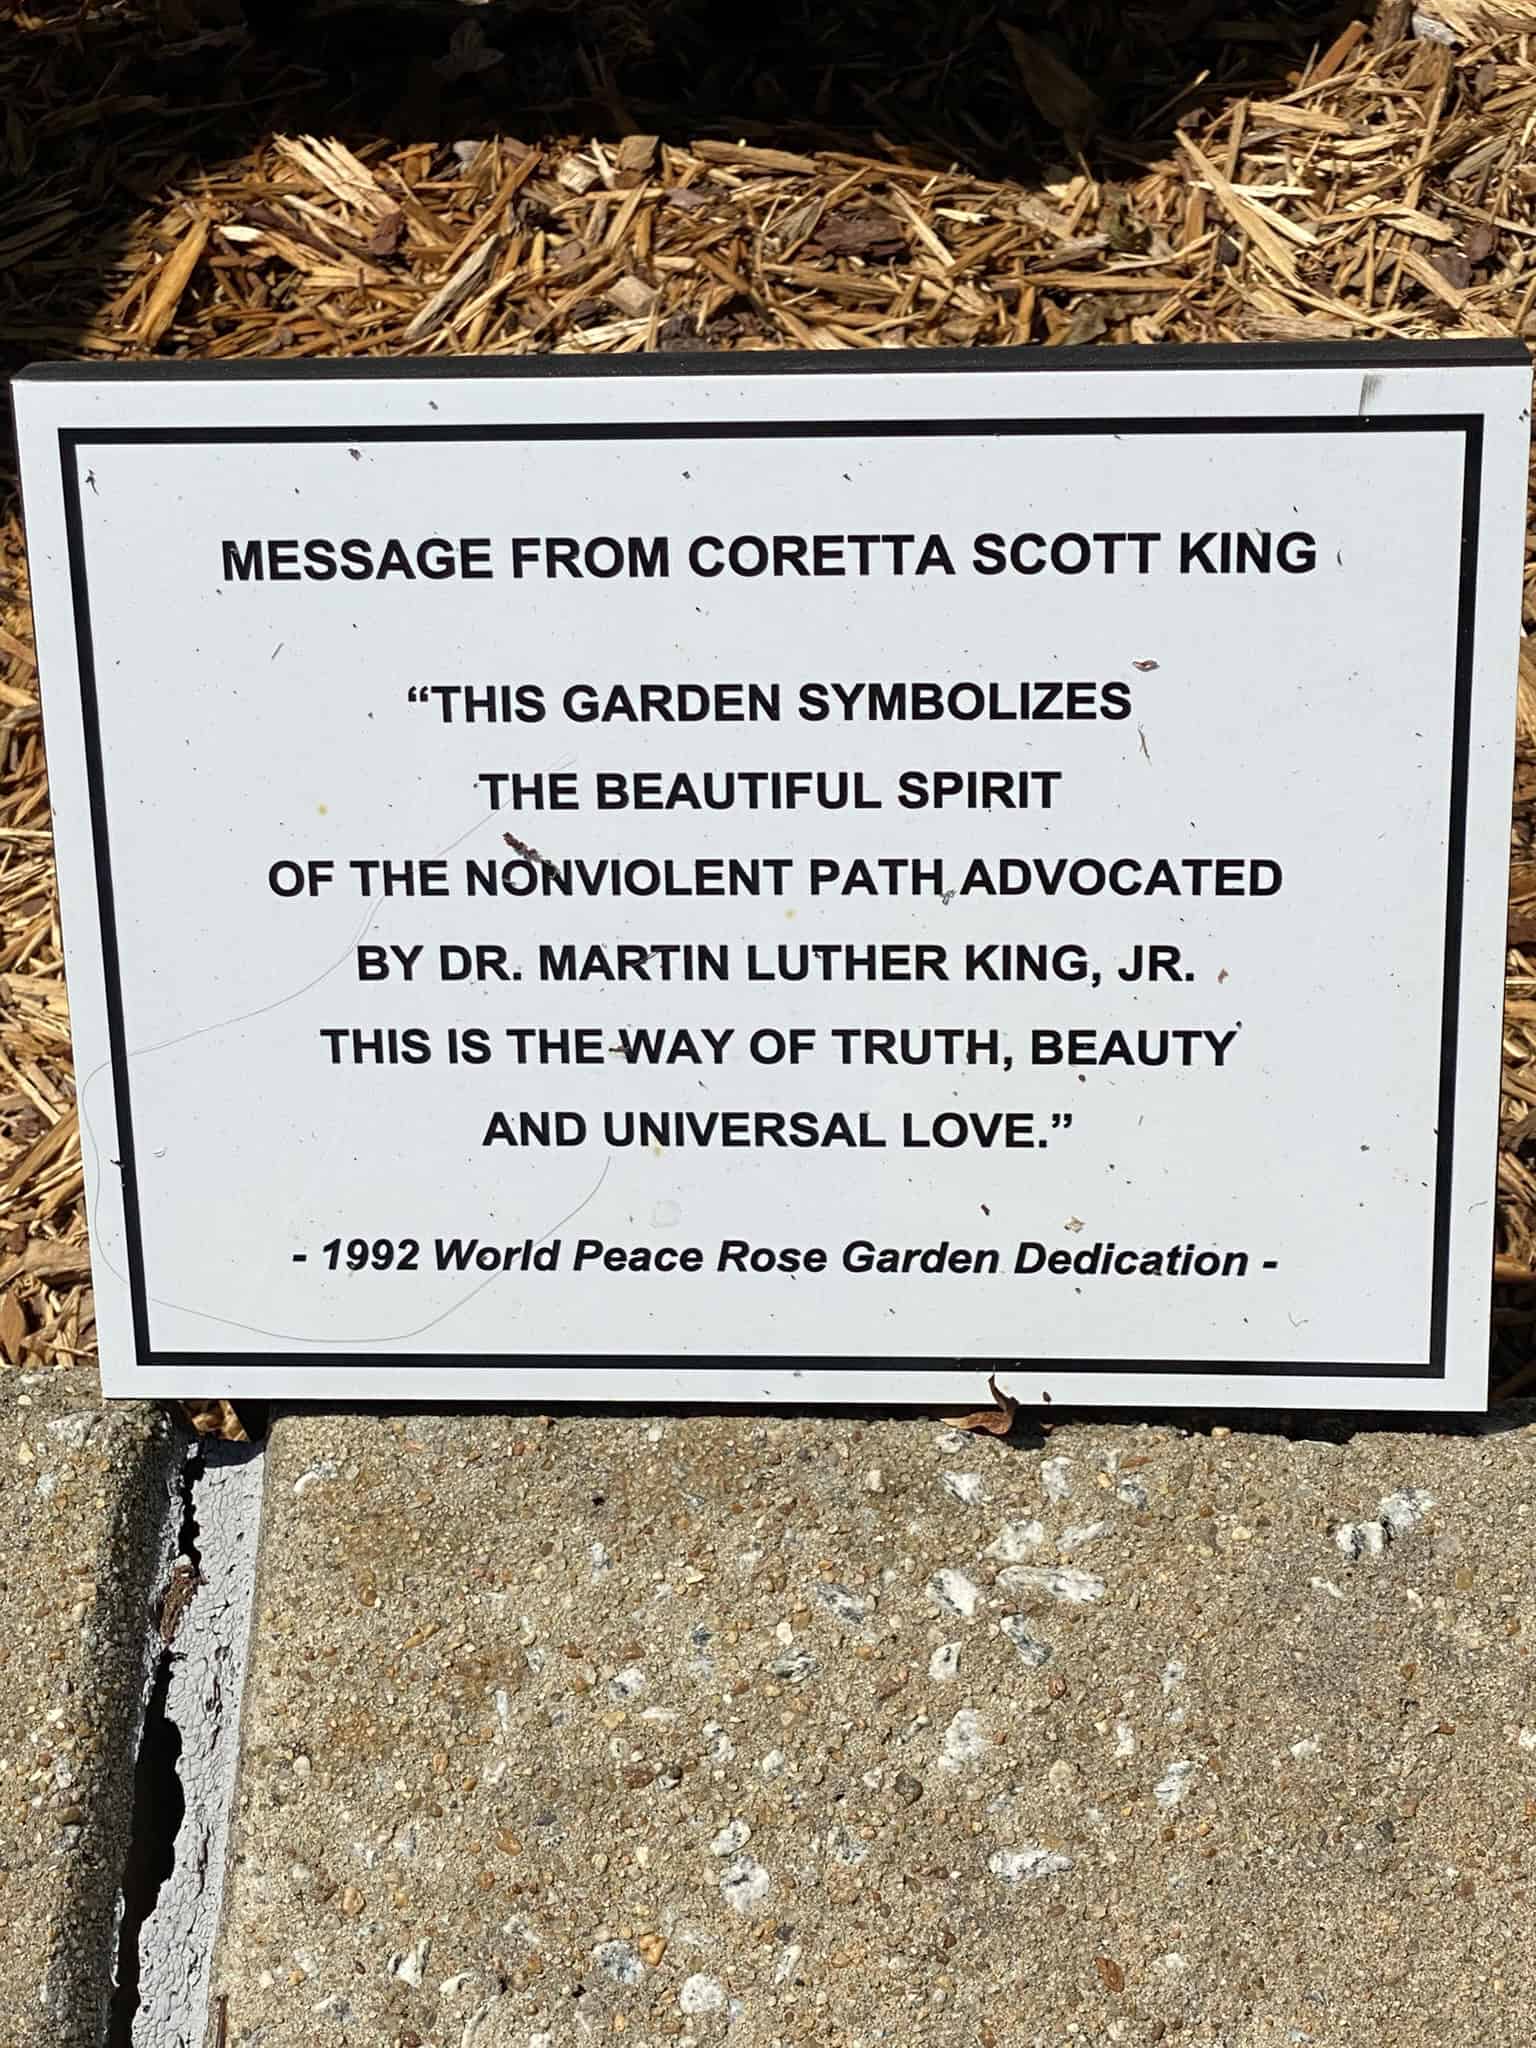 MESSAGE FROM CORETTA SCOTT KING
“THIS GARDEN SYMBOLIZES
THE BEAUTIFUL SPIRIT
OF THE NONVIOLENT PATH ADVOCATED
BY DR. MARTIN LUTHER KING, JR.
THIS IS THE WAY OF TRUTH, BEAUTY
AND UNIVERSAL LOVE.”
- 1992 World Peace Rose Garden Dedication -